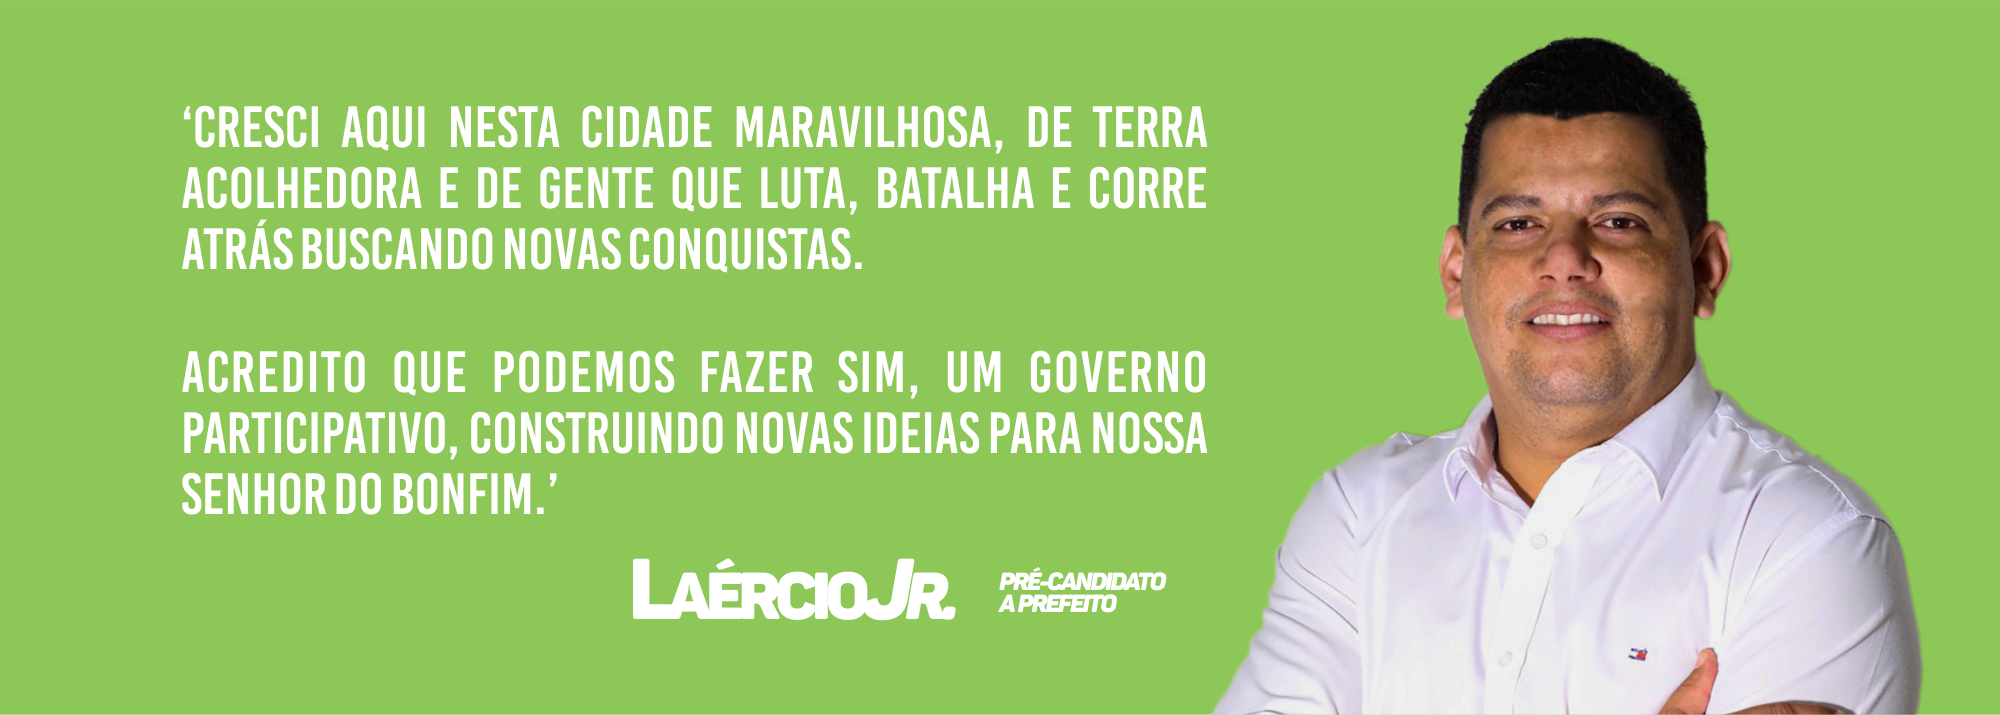 ‘CRESCI AQUI NESTA CIDADE MARAVILHOSA, DE TERRA
ACOLHEDORA E DE GENTE QUE LUTA, BATALHA E CORRE
ATRÁS BUSCANDO NOVAS CONQUISTAS.
ACREDITO QUE PODEMOS FAZER SIM, UM GOVERNO
PARTICIPATIVO, CONSTRUINDO NOVAS IDEIAS PARA NOSSA
SENHOR DO BONFIM.’
LAÉRCIO JR.
PRÉ-CANDIDATO
A PREFEITO